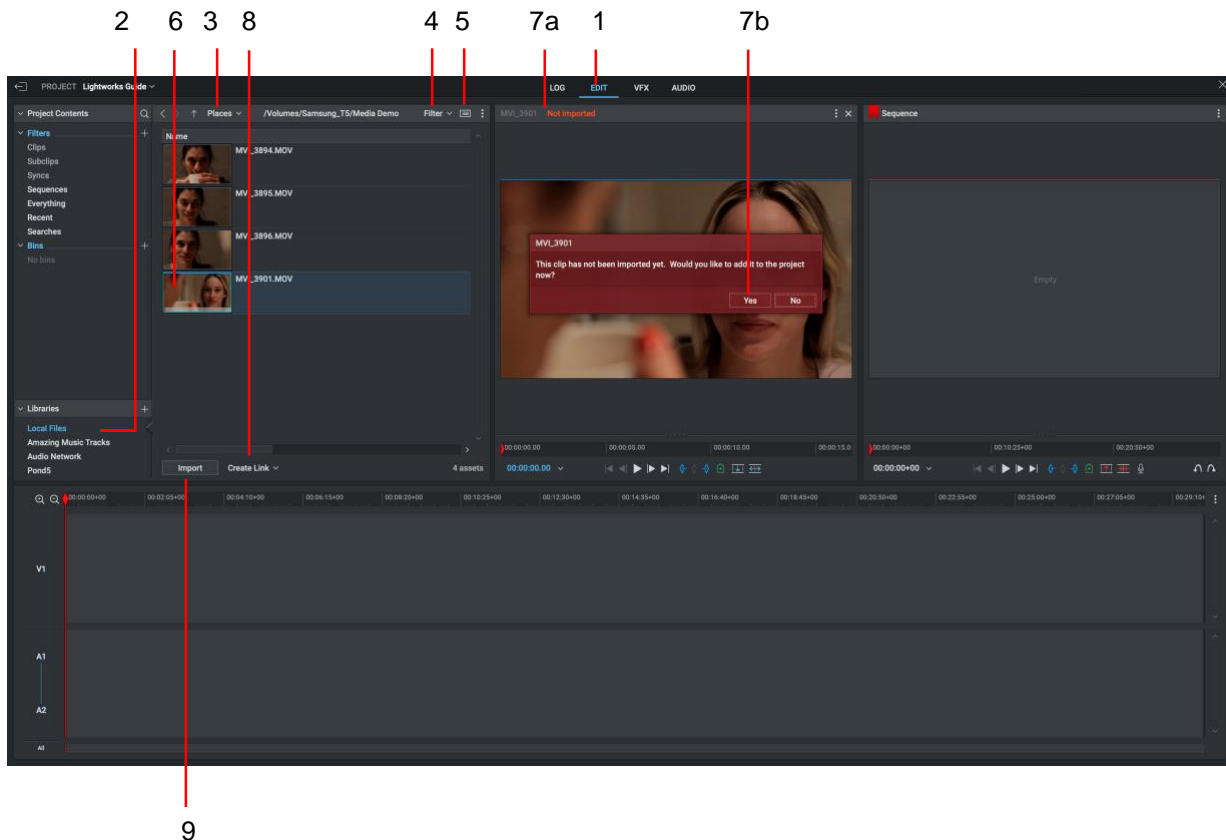 2 6 3 8 4 5 7a 1 7b
PROJECT Lightworks Guide
LOG EDIT VFX AUDIO
Project Contents
Places /Volumes/Samsung_T5/Media Demo Filter
MVI_3901 Not imported
Sequence
Filters
Clips
Subclips
Syncs
Sequences
Everything
Recent
Searches
Bins
No bins
Name
MVI_3894.MOV
MVI_3895.MOV
MVI_3896.MOV
MVI_3901.MOV
MVI_3901
This clip has not been imported yet. Would you like to add it to the project
now?
Yes No
Empty
Libraries
Local Files
Amazing Music Tracks
Audio Network
Pond5
Import Create Link 4 assets
00:00:00.00 00:00:05.00 00:00:10.00 00:00:15.0
00:00:00.00
00:00:00+00 00:10:25+00 00:20:50+00
00:00:00+00
00:00:00+00 00:02:05+00 00:04:10+00 00:06:15+00 00:08:20+00 00:10:25+00 00:12:30+00 00:14:35+00 00:16:40+00 00:18:45+00 00:20:50+00 00:22:55+00 00:25:00+00 00:27:05+00 00:29:10+
V1
A1
A2
All
9